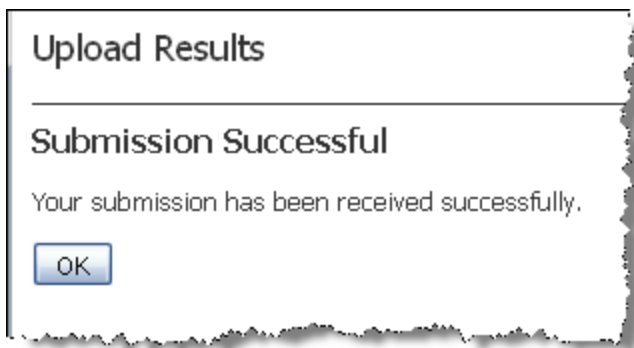 Upload Results
Submission Successful
Your submission has been received successfully.
OK